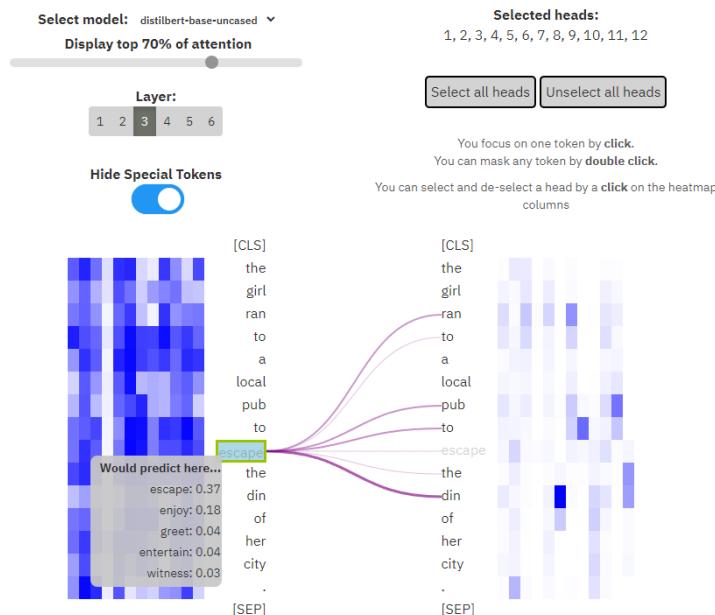 Select model: distilbert-base-uncased
Display top 70% of attention
Layer:
1 2 3 4 5 6
Hide Special Tokens
Selected heads:
1, 2, 3, 4, 5, 6, 7, 8, 9, 10, 11, 12
Select all heads Unselect all heads
You focus on one token by click.
You can mask any token by double click.
You can select and de-select a head by a click on the heatmap
columns
[CLS] [CLS]
the the
girl girl
ran ran
to to
a a
local local
pub pub
to to
escape escape
the the
din din
of of
her her
city city
. .
[SEP] [SEP]
Would predict here...
escape: 0.37
enjoy: 0.18
greet: 0.04
entertain: 0.04
witness: 0.03